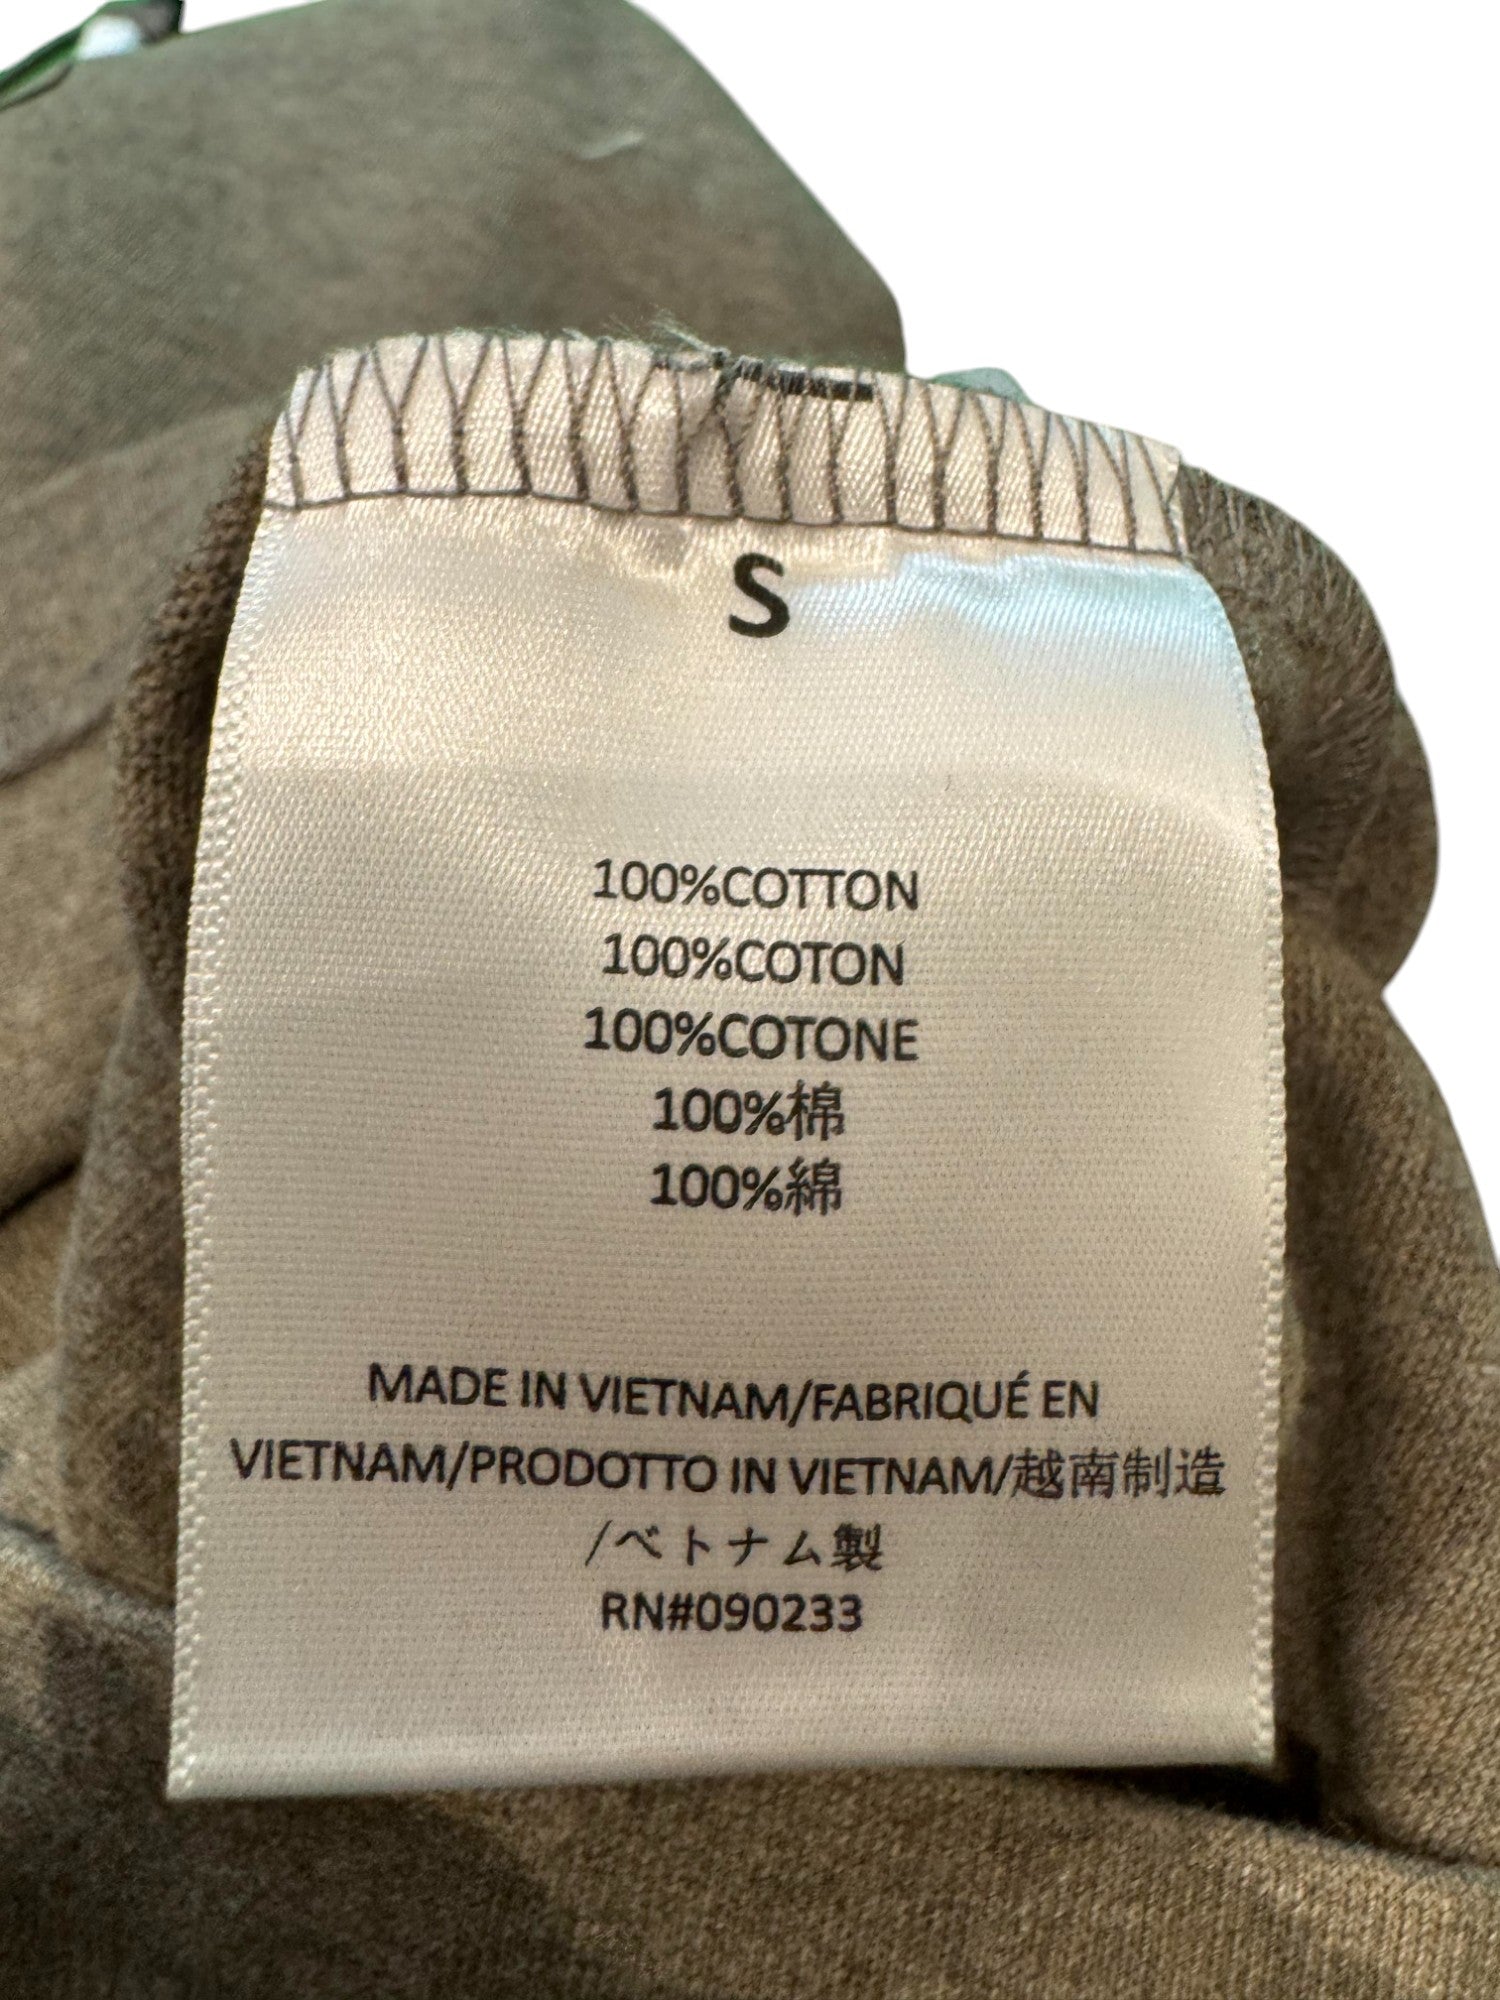 S
100%COTTON
100%COTON
100%COTONE
100%棉
100%綿
MADE IN VIETNAM/FABRIQUÉ EN
VIETNAM/PRODOTTO IN VIETNAM/越南制造
/ベトナム製
RN#090233